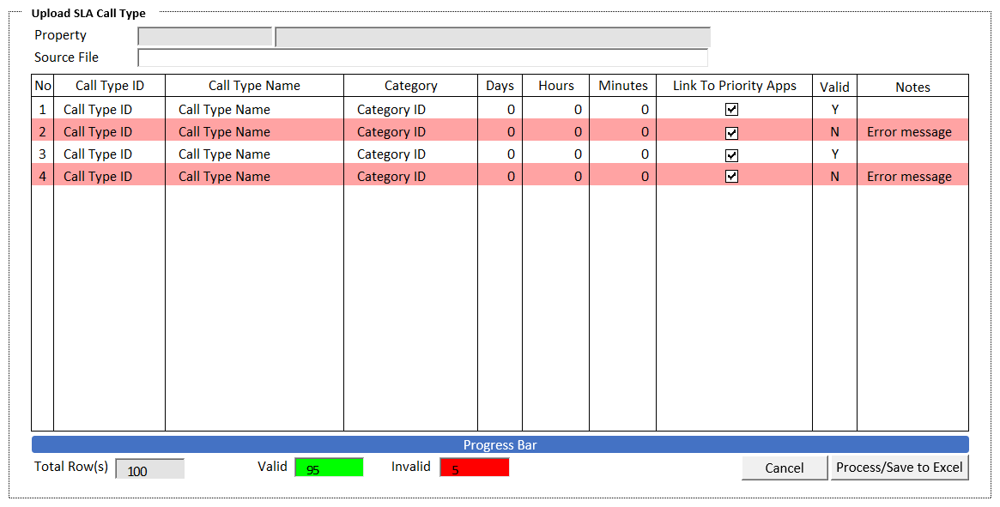 Upload SLA Call Type
Property
Source File
No Call Type ID Call Type Name Category Days Hours Minutes Link To Priority Apps Valid Notes
1 Call Type ID Call Type Name Category ID 0 0 0 Y
2 Call Type ID Call Type Name Category ID 0 0 0 N Error message
3 Call Type ID Call Type Name Category ID 0 0 0 Y
4 Call Type ID Call Type Name Category ID 0 0 0 N Error message
Progress Bar
Total Row(s) 100 Valid 95 Invalid 5 Cancel Process/Save to Excel